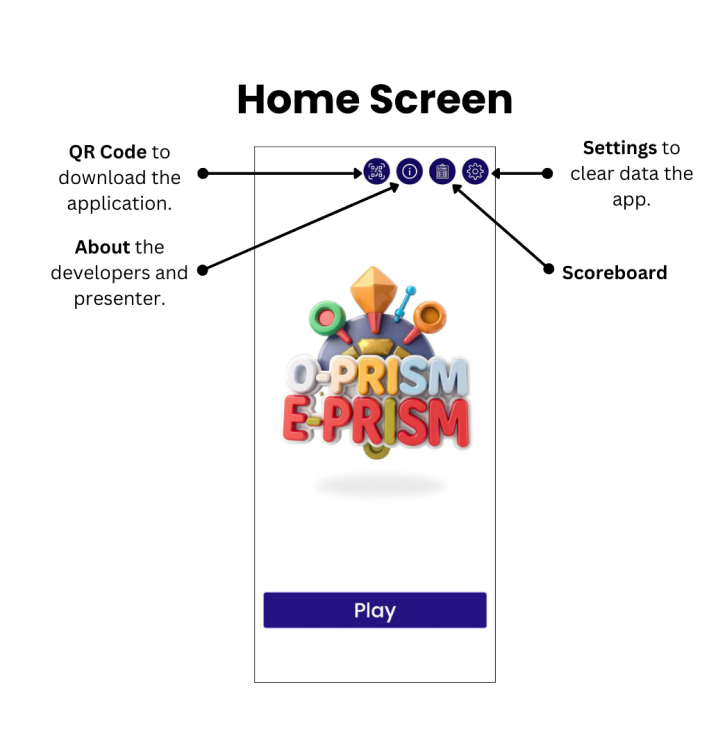 Home Screen
QR Code to
download the
application.
Settings to
clear data the
app.
About the
developers and
presenter.
Scoreboard
O-PRISM
E-PRISM
Play